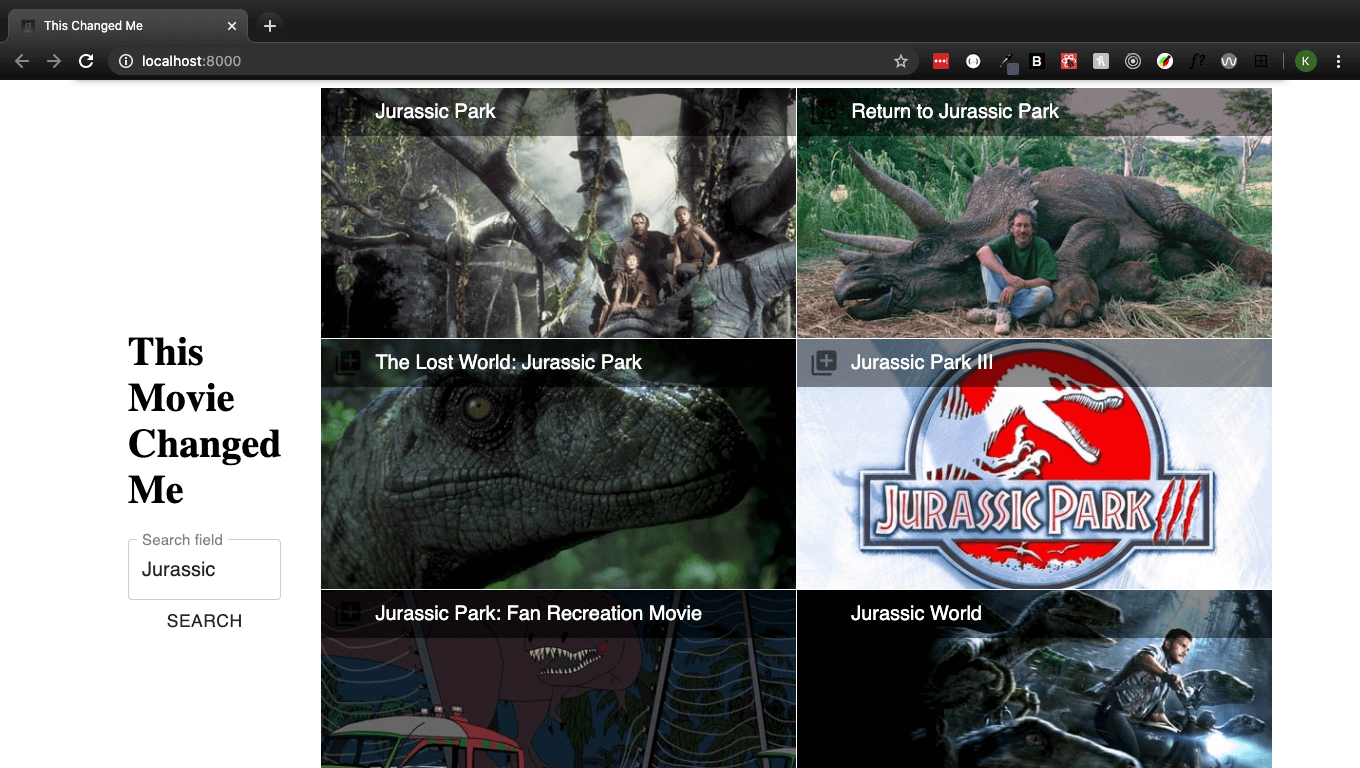 This Changed Me
localhost:8000
B
f?
K
This
Movie
Changed
Me
Search field
Jurassic
SEARCH
Jurassic Park
Return to Jurassic Park
The Lost World: Jurassic Park
Jurassic Park III
JURASSIC PARK III
Jurassic Park: Fan Recreation Movie
Jurassic World